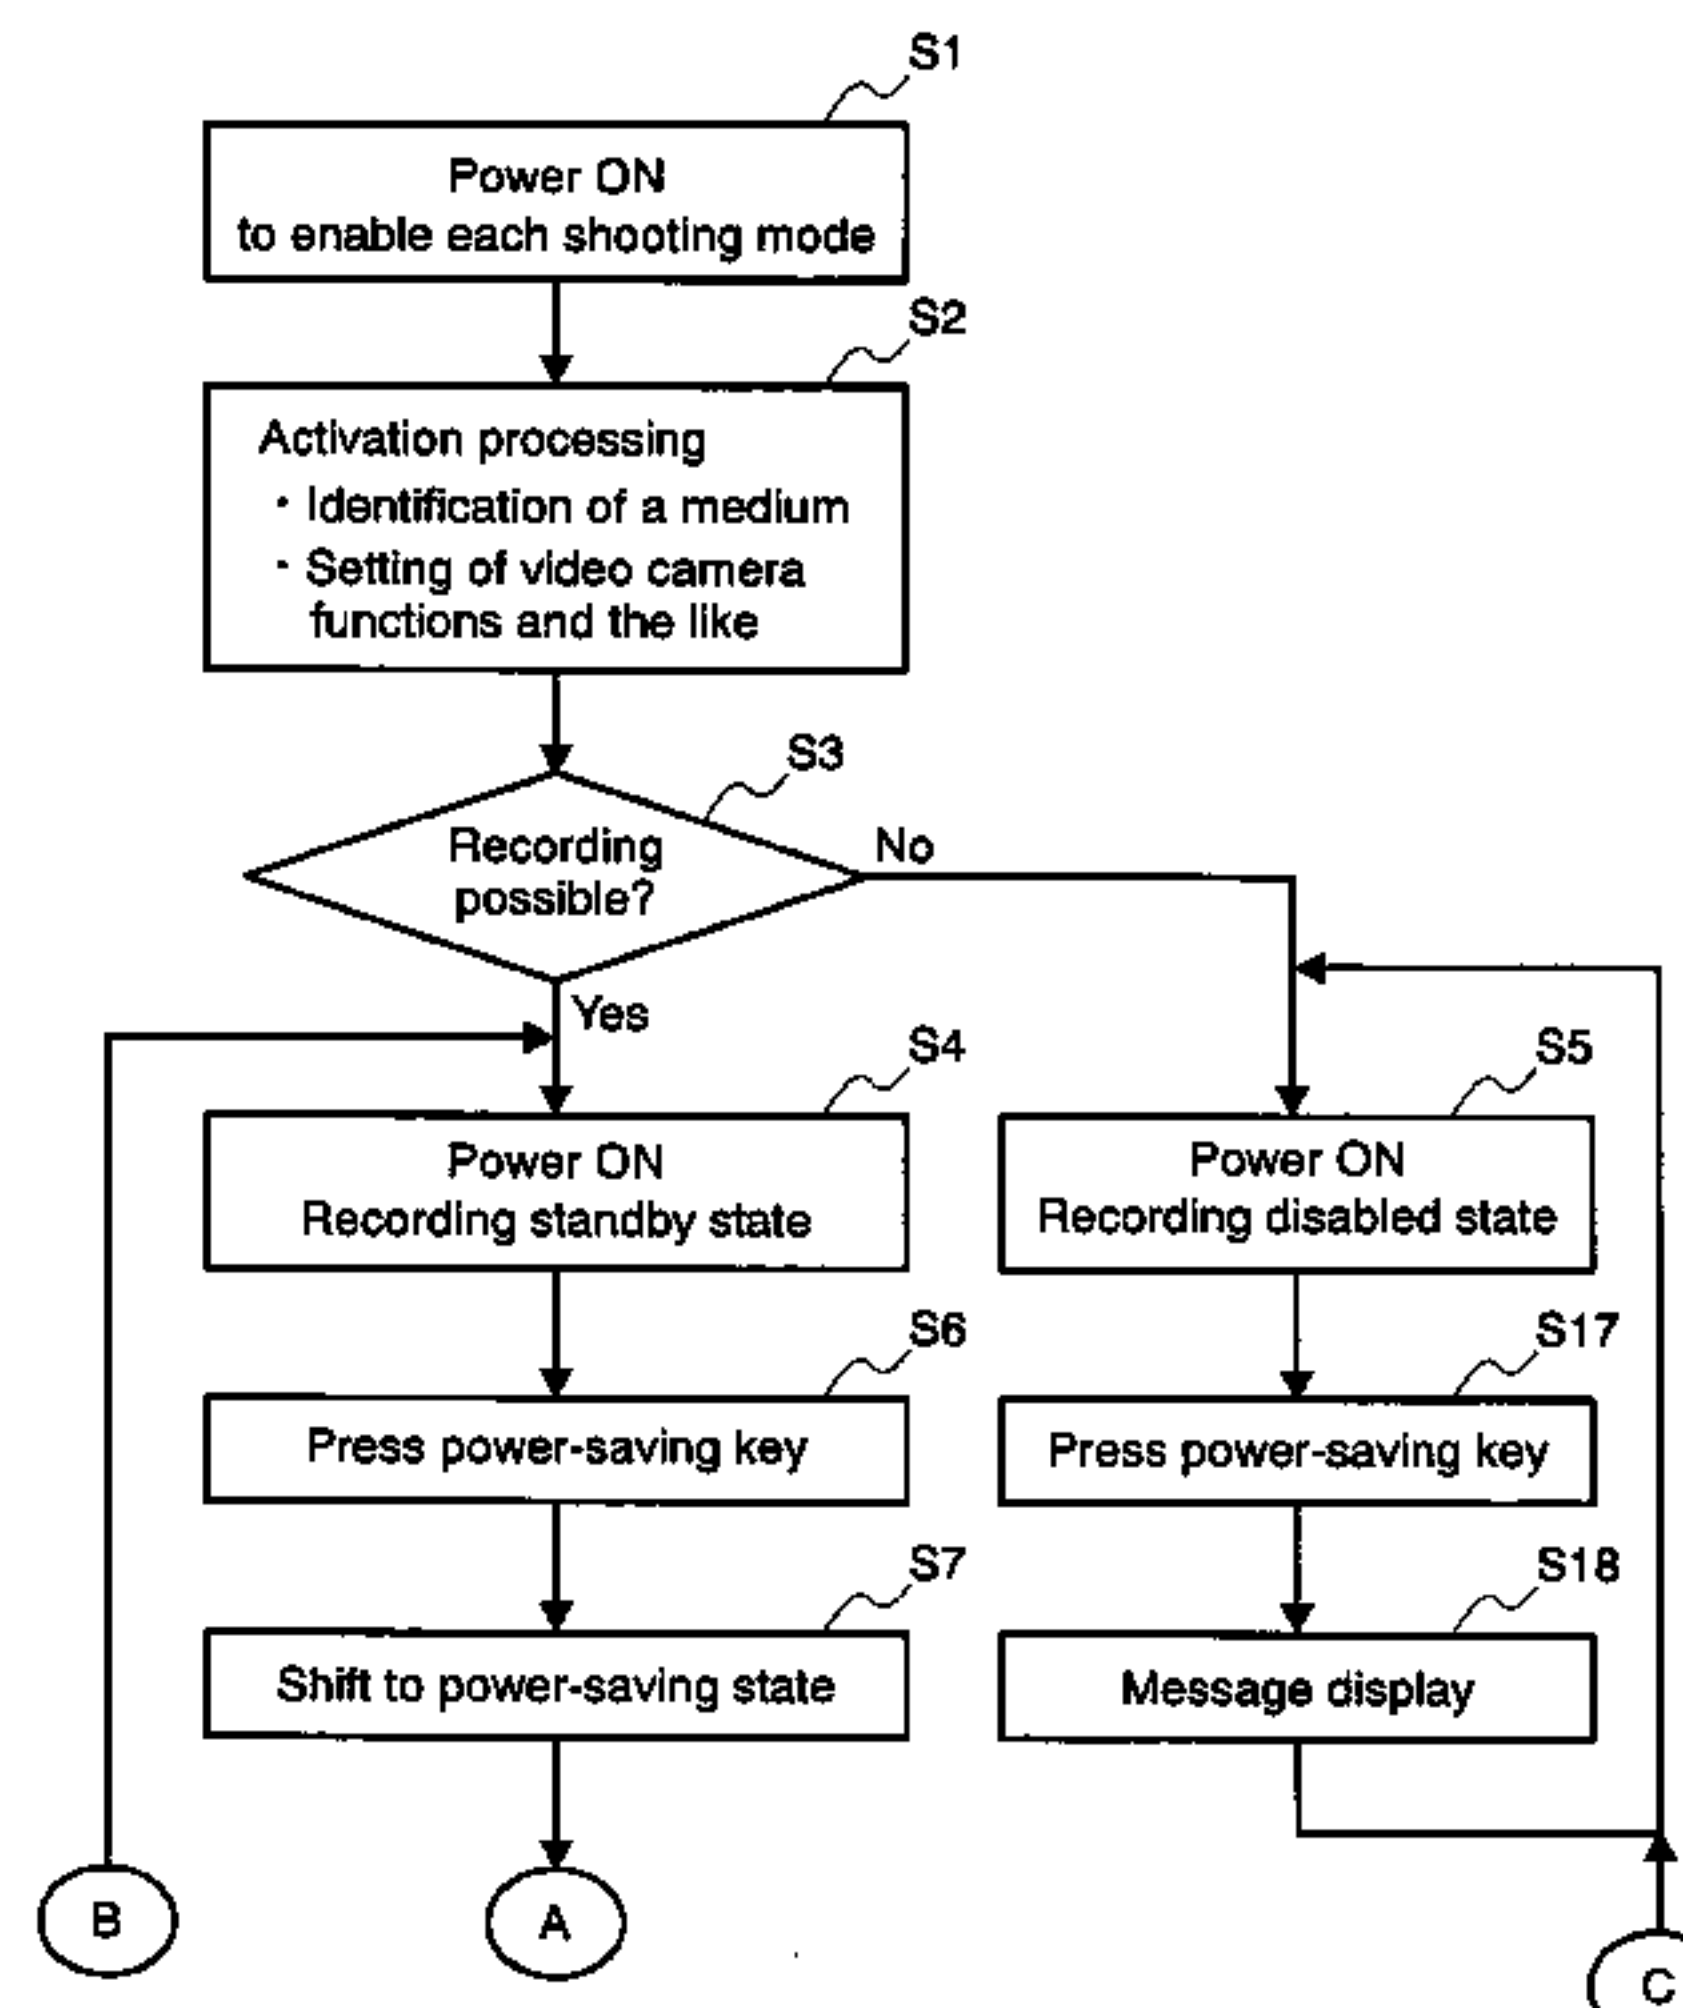 S1
Power ON
to enable each shooting mode
S2
Activation processing
・Identification of a medium
・Setting of video camera
functions and the like
S3
Recording
possible?
No
Yes
S4
Power ON
Recording standby state
S5
Power ON
Recording disabled state
S6
Press power-saving key
S17
Press power-saving key
S7
Shift to power-saving state
S18
Message display
B
A
C